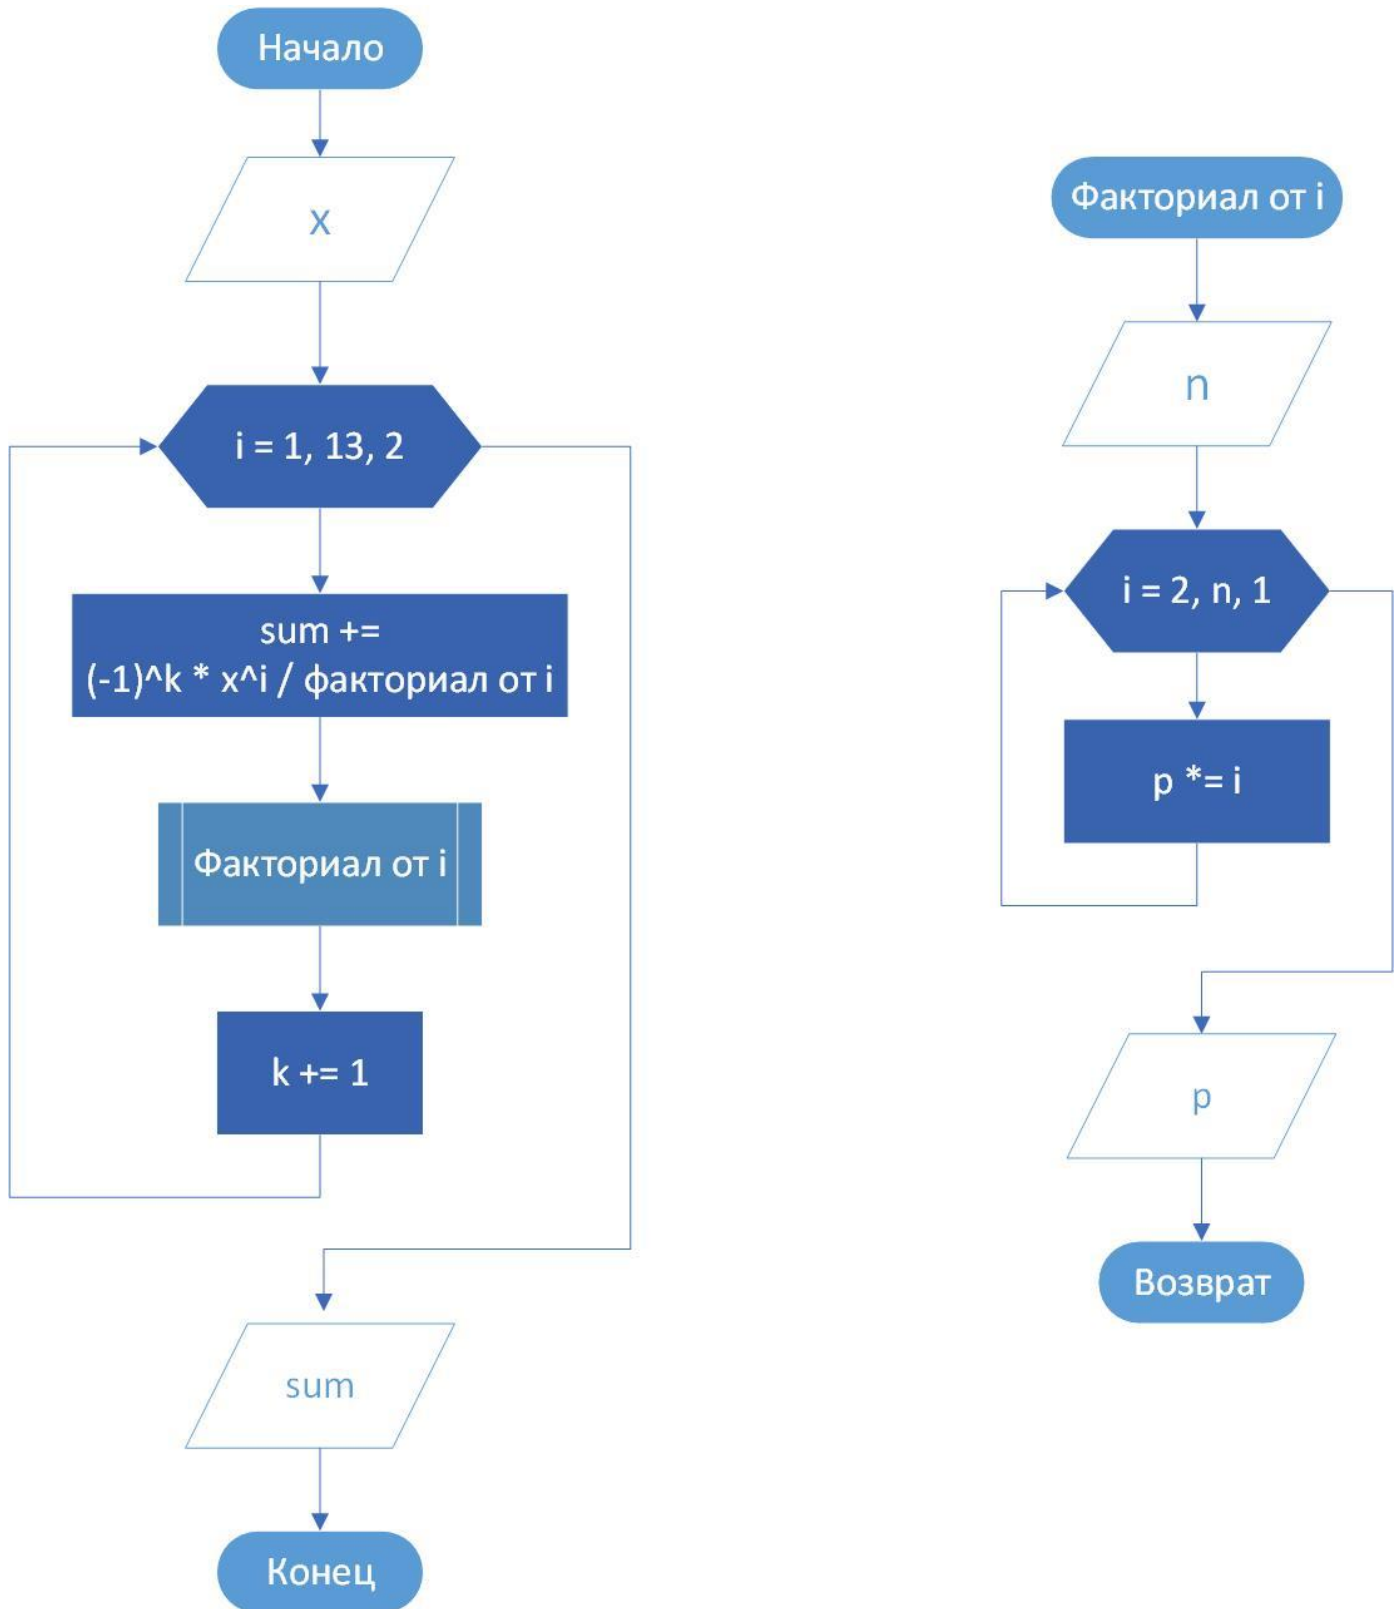 Начало
x
i = 1, 13, 2
sum +=
(-1)^k * x^i / факториал от i
Факториал от i
k += 1
sum
Конец
Факториал от i
n
i = 2, n, 1
p *= i
p
Возврат